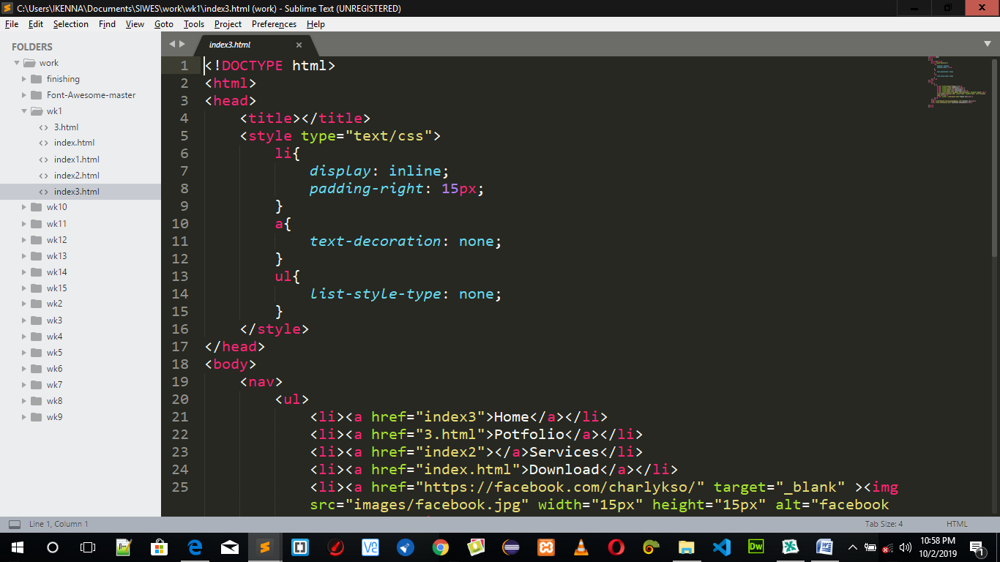 C:\Users\IKENNA\Documents\SIWES\work\wk1\index3.html (work) - Sublime Text (UNREGISTERED)
File Edit Selection Find View Goto Tools Project Preferences Help
FOLDERS
work
finishing
Font-Awesome-master
wk1
3.html
index.html
index1.html
index2.html
index3.html
wk10
wk11
wk12
wk13
wk14
wk15
wk2
wk3
wk4
wk5
wk6
wk7
wk8
wk9
index3.html
1 <!DOCTYPE html>
2 <html>
3 <head>
4 <title></title>
5 <style type="text/css">
6 li{
7 display: inline;
8 padding-right: 15px;
9 }
10 a{
11 text-decoration: none;
12 }
13 ul{
14 list-style-type: none;
15 }
16 </style>
17 </head>
18 <body>
19 <nav>
20 <ul>
21 <li><a href="index3">Home</a></li>
22 <li><a href="3.html">Potfolio</a></li>
23 <li><a href="index2"></a>Services</li>
24 <li><a href="index.html">Download</a></li>
25 <li><a href="https://facebook.com/charlykso/" target="_blank" ><img
src="images/facebook.jpg" width="15px" height="15px" alt="facebook
Line 1, Column 1
Tab Size: 4
HTML
Dw
10:58 PM
10/2/2019
1